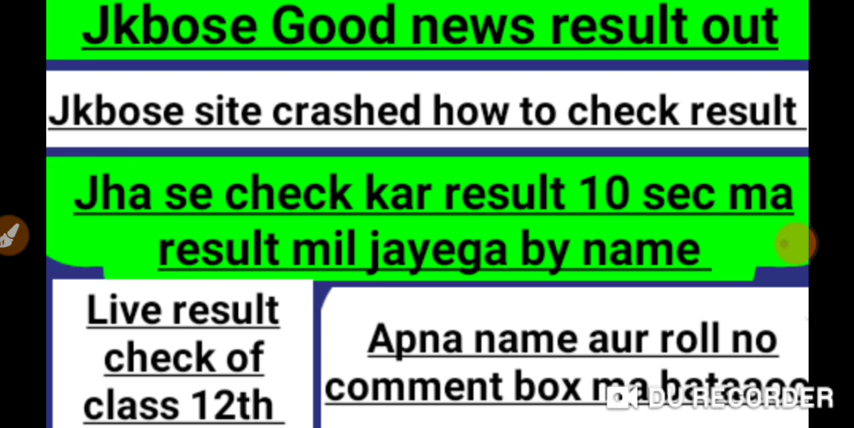 Jkbose Good news result out
Jkbose site crashed how to check result
Jha se check kar result 10 sec ma
result mil jayega by name
Live result
check of
class 12th
Apna name aur roll no
comment box ma
DU RECORDER